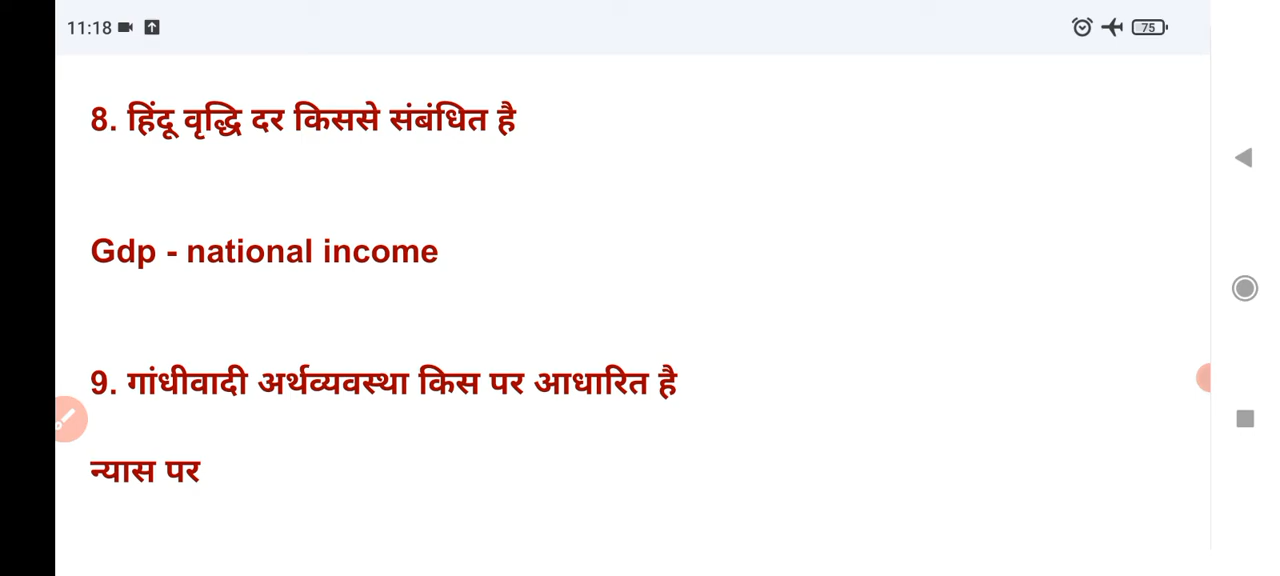 11:18
75
8. हिंदू वृद्धि दर किससे संबंधित है
Gdp - national income
9. गांधीवादी अर्थव्यवस्था किस पर आधारित है
न्यास पर